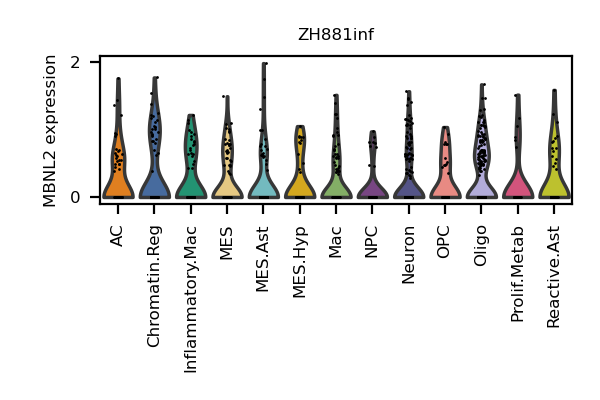 ZH881inf
MBNL2 expression
2
0
AC
Chromatin.Reg
Inflammatory.Mac
MES
MES.Ast
MES.Hyp
Mac
NPC
Neuron
OPC
Oligo
Prolif.Metab
Reactive.Ast